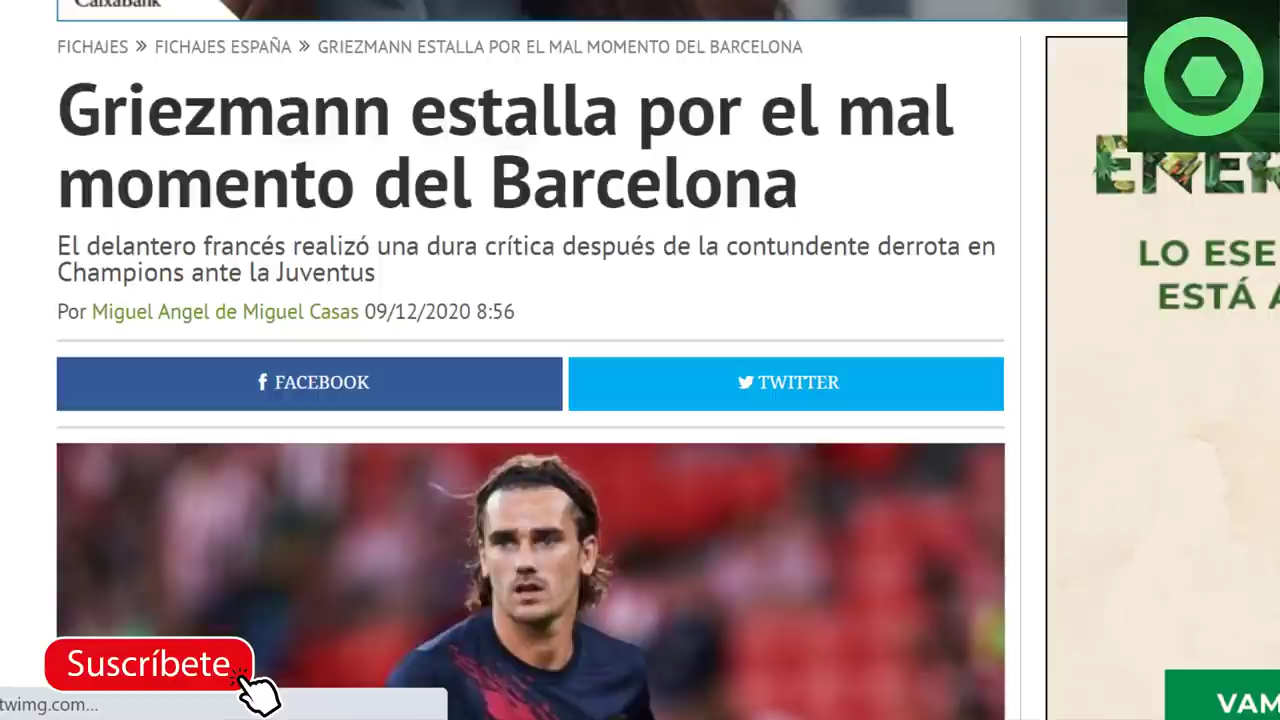 CaixaBank
FICHAJES » FICHAJES ESPAÑA » GRIEZMANN ESTALLA POR EL MAL MOMENTO DEL BARCELONA
Griezmann estalla por el mal
momento del Barcelona
El delantero francés realizó una dura crítica después de la contundente derrota en
Champions ante la Juventus
Por Miguel Angel de Miguel Casas 09/12/2020 8:56
f FACEBOOK
TWITTER
LO ESE
ESTÁ A
Suscríbete
twimg.com...
VAM